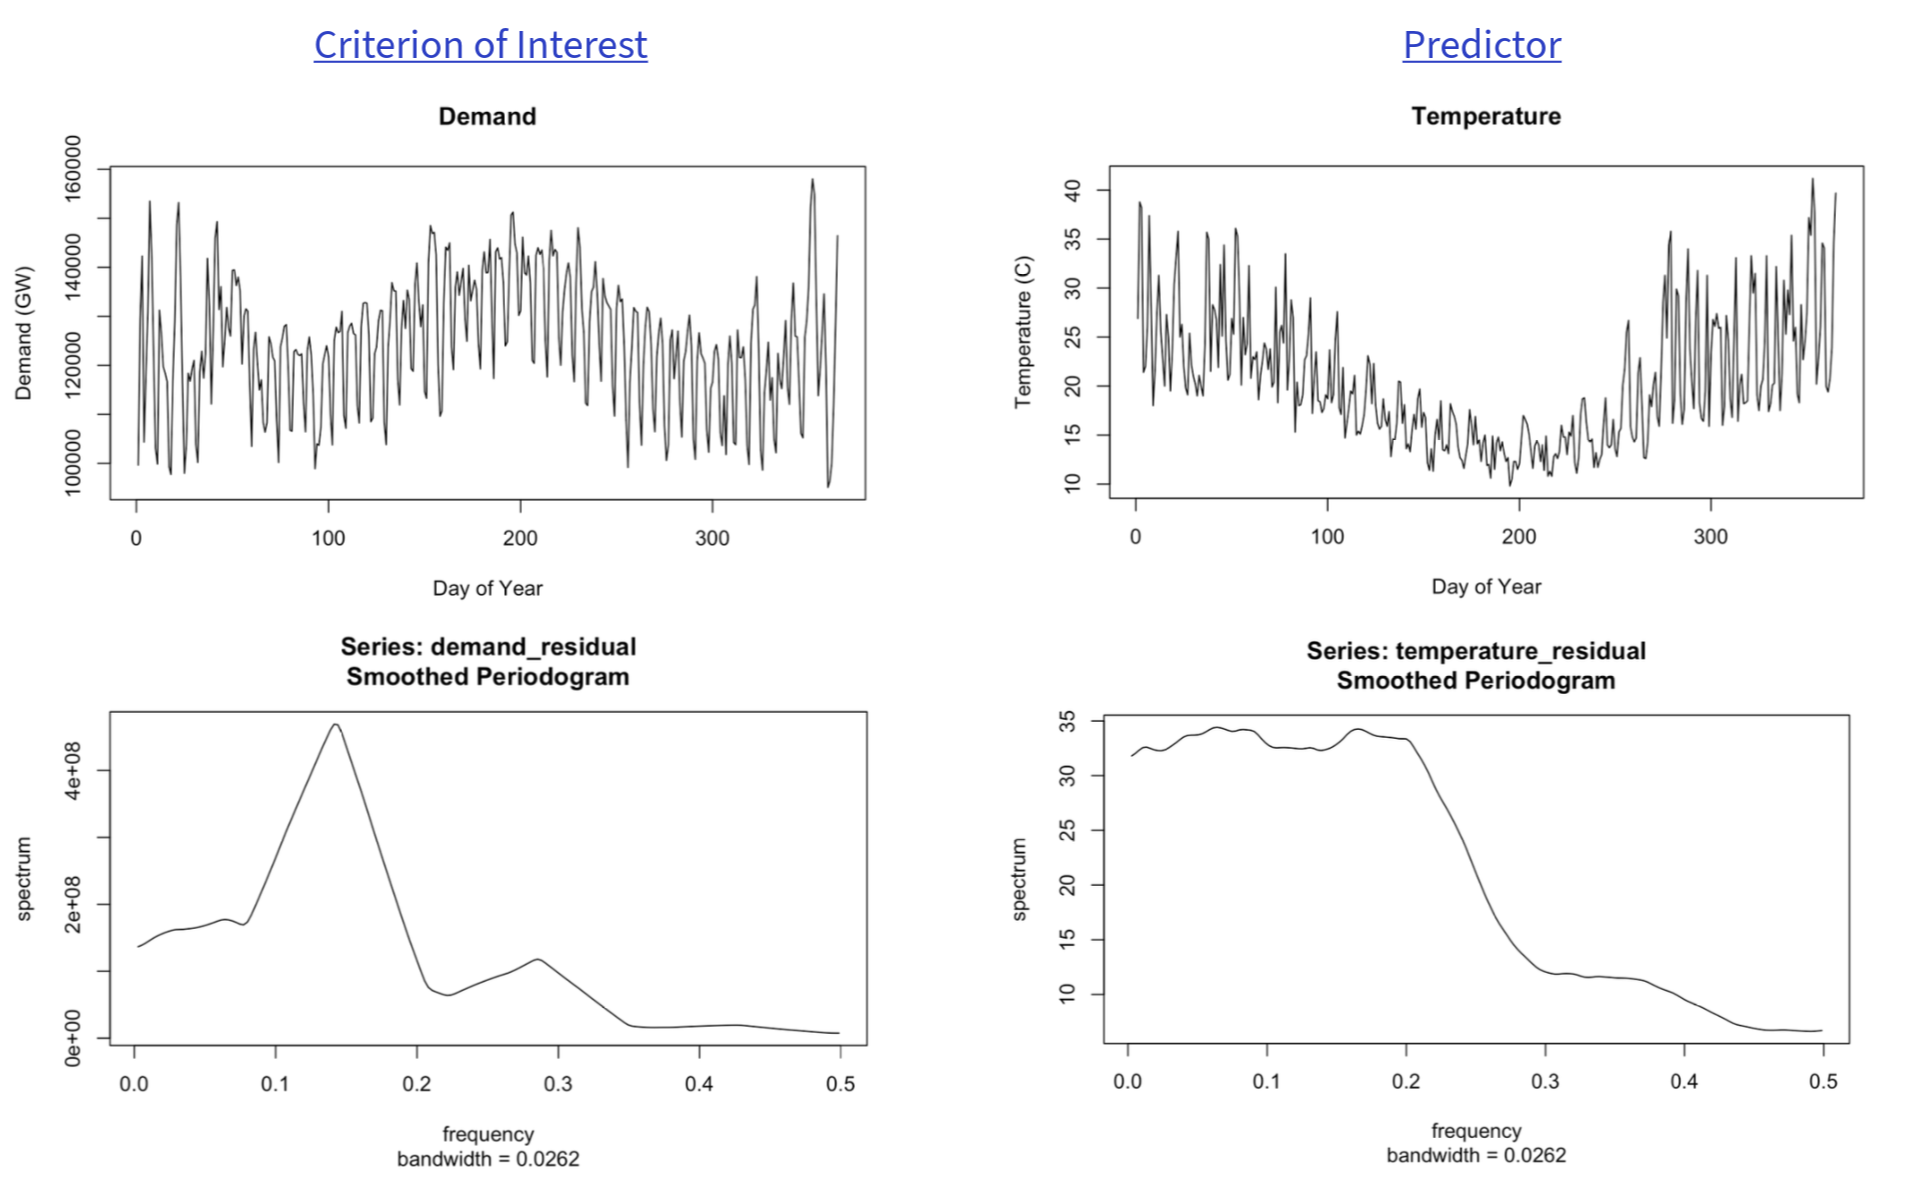 Criterion of Interest
Predictor
Demand
Demand (GW)
160000
140000
120000
100000
0 100 200 300
Day of Year
Temperature
Temperature (C)
40
35
30
25
20
15
10
0 100 200 300
Day of Year
Series: demand_residual
Smoothed Periodogram
spectrum
4e+08
2e+08
0e+00
0.0 0.1 0.2 0.3 0.4 0.5
frequency
bandwidth = 0.0262
Series: temperature_residual
Smoothed Periodogram
spectrum
35
30
25
20
15
10
0.0 0.1 0.2 0.3 0.4 0.5
frequency
bandwidth = 0.0262